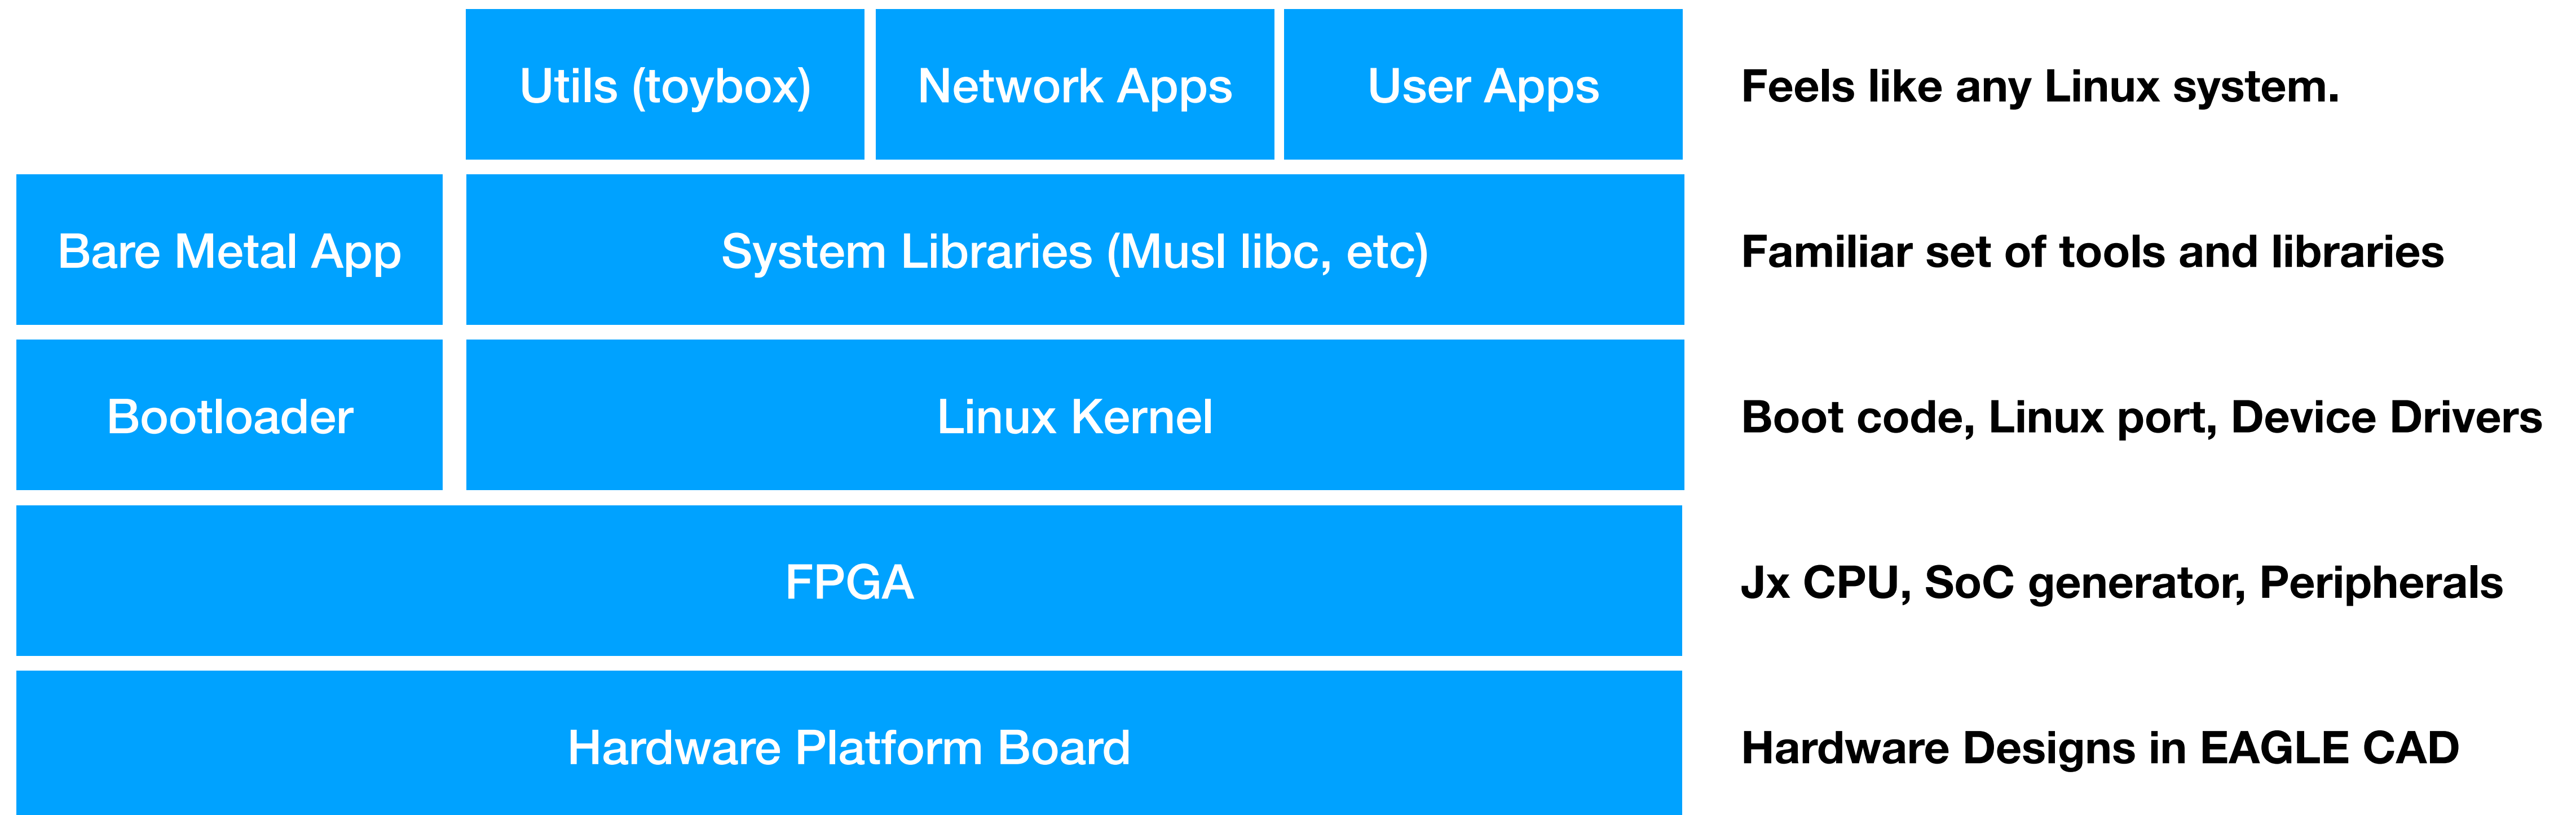 Utils (toybox)
Network Apps
User Apps
Feels like any Linux system.
Bare Metal App
System Libraries (Musl libc, etc)
Familiar set of tools and libraries
Bootloader
Linux Kernel
Boot code, Linux port, Device Drivers
FPGA
Jx CPU, SoC generator, Peripherals
Hardware Platform Board
Hardware Designs in EAGLE CAD